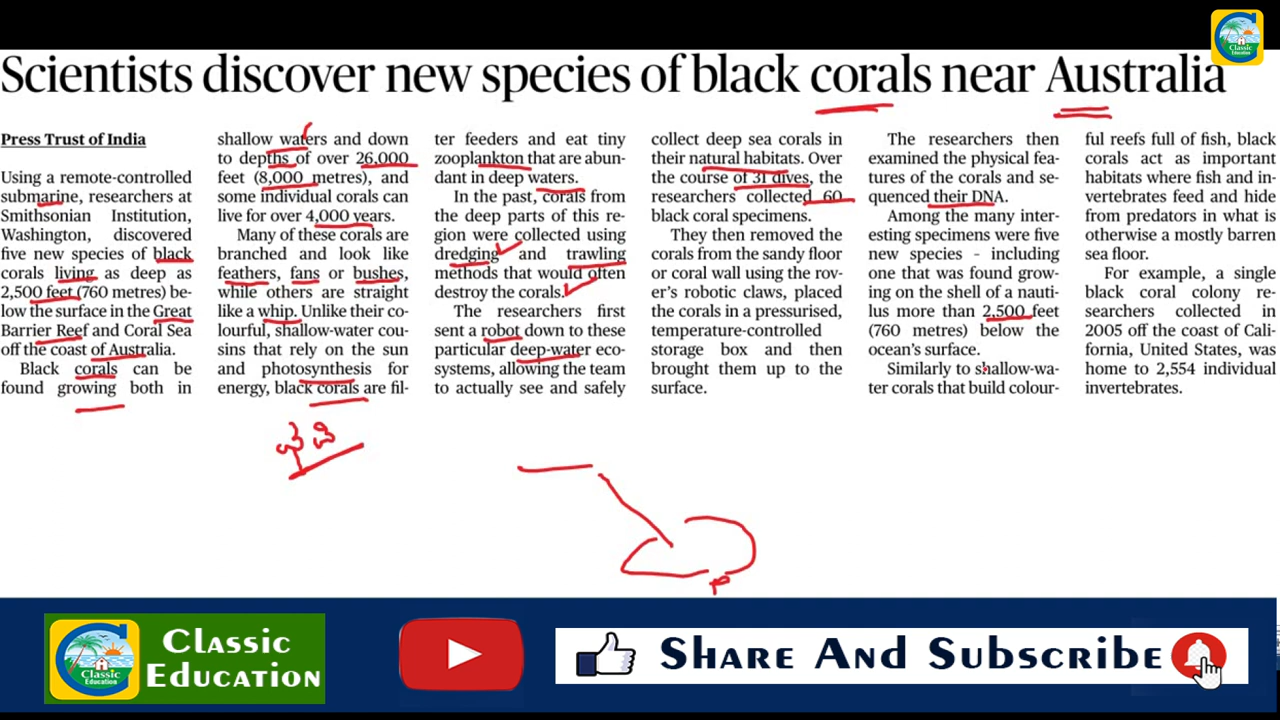 Classic
Education
Scientists discover new species of black corals near Australia
Press Trust of India
Using a remote-controlled
submarine, researchers at
Smithsonian Institution,
Washington, discovered
five new species of black
corals living as deep as
2,500 feet (760 metres) be-
low the surface in the Great
Barrier Reef and Coral Sea
off the coast of Australia.
Black corals can be
found growing both in
shallow waters and down
to depths of over 26,000
feet (8,000 metres), and
some individual corals can
live for over 4,000 years.
Many of these corals are
branched and look like
feathers, fans or bushes,
while others are straight
like a whip. Unlike their co-
lourful, shallow-water cou-
sins that rely on the sun
and photosynthesis for
energy, black corals are fil-
ter feeders and eat tiny
zooplankton that are abun-
dant in deep waters.
In the past, corals from
the deep parts of this re-
gion were collected using
dredging and trawling
methods that would often
destroy the corals.
The researchers first
sent a robot down to these
particular deep-water eco-
systems, allowing the team
to actually see and safely
collect deep sea corals in
their natural habitats. Over
the course of 31 dives, the
researchers collected 60
black coral specimens.
They then removed the
corals from the sandy floor
or coral wall using the rov-
er's robotic claws, placed
the corals in a pressurised,
temperature-controlled
storage box and then
brought them up to the
surface.
The researchers then
examined the physical fea-
tures of the corals and se-
quenced their DNA.
Among the many inter-
esting specimens were five
new species - including
one that was found grow-
ing on the shell of a nauti-
lus more than 2,500 feet
(760 metres) below the
ocean's surface.
Similarly to shallow-wa-
ter corals that build colour-
ful reefs full of fish, black
corals act as important
habitats where fish and in-
vertebrates feed and hide
from predators in what is
otherwise a mostly barren
sea floor.
For example, a single
black coral colony re-
searchers collected in
2005 off the coast of Cali-
fornia, United States, was
home to 2,554 individual
invertebrates.
Classic
Education
Classic
Education
Share And Subscribe